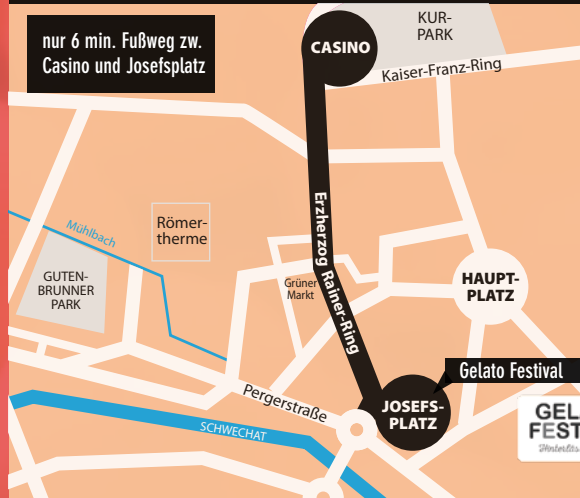 nur 6 min. Fußweg zw.
Casino und Josefsplatz
KUR-
PARK
CASINO
Kaiser-Franz-Ring
Mühlbach
Römer-
therme
Erzherzog Rainer-Ring
GUTEN-
BRUNNER
PARK
Grüner
Markt
HAUPT-
PLATZ
Gelato Festival
Pergerstraße
JOSEFS-
PLATZ
SCHWECHAT
GEL
FEST